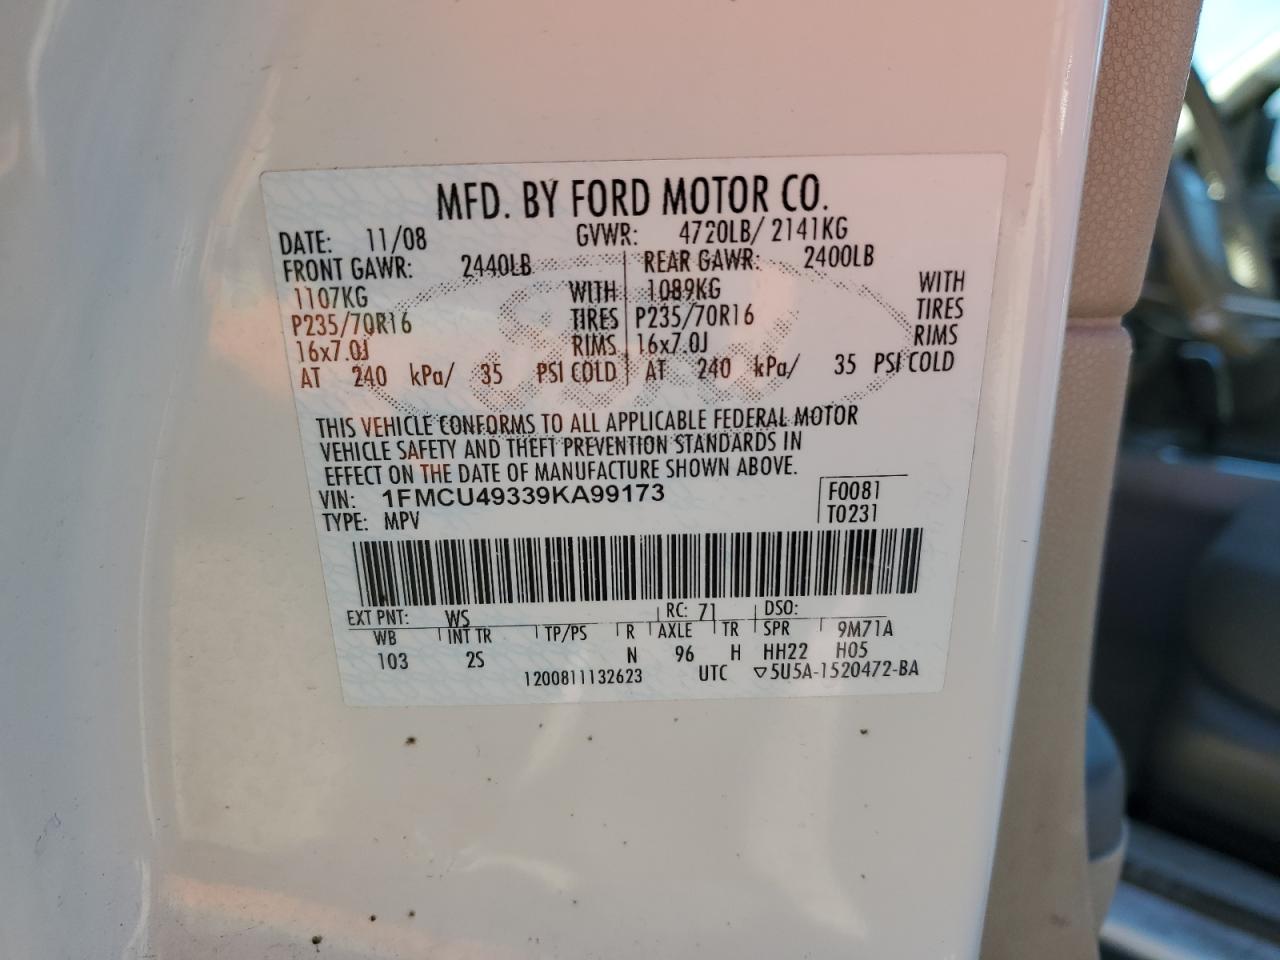 MFD. BY FORD MOTOR CO.
DATE: 11/08 GVWR: 4720LB/ 2141KG
FRONT GAWR: 2440LB REAR GAWR: 2400LB
1107KG WITH 1089KG WITH
P235/70R16 TIRES P235/70R16 TIRES
16x7.0J RIMS 16x7.0J RIMS
AT 240 kPa/ 35 PSI COLD AT 240 kPa/ 35 PSI COLD
THIS VEHICLE CONFORMS TO ALL APPLICABLE FEDERAL MOTOR
VEHICLE SAFETY AND THEFT PREVENTION STANDARDS IN
EFFECT ON THE DATE OF MANUFACTURE SHOWN ABOVE.
VIN: 1FMCU49339KA99173 F0081
TYPE: MPV T0231
EXT PNT: WS RC: 71 DSO:
WB INT TR TP/PS R AXLE TR SPR 9M71A
103 2S N 96 H HH22 H05
1200811132623 UTC ▽5U5A-1520472-BA